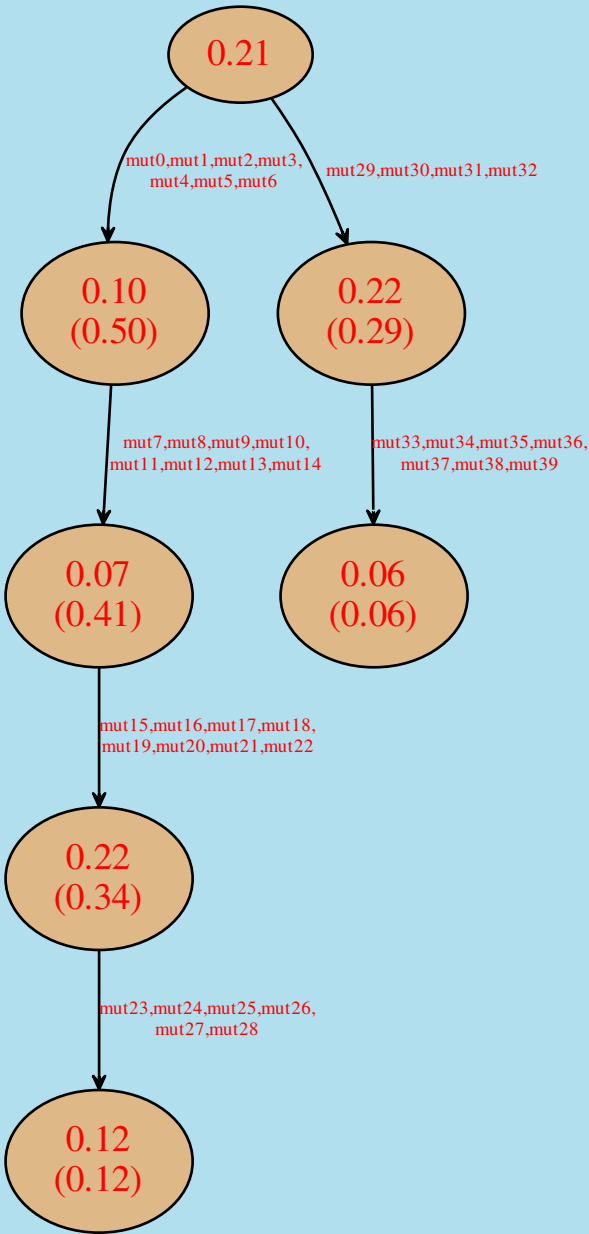 0.21
mut0,mut1,mut2,mut3,
mut4,mut5,mut6
mut29,mut30,mut31,mut32
0.10
(0.50)
0.22
(0.29)
mut7,mut8,mut9,mut10,
mut11,mut12,mut13,mut14
mut33,mut34,mut35,mut36,
mut37,mut38,mut39
0.07
(0.41)
0.06
(0.06)
mut15,mut16,mut17,mut18,
mut19,mut20,mut21,mut22
0.22
(0.34)
mut23,mut24,mut25,mut26,
mut27,mut28
0.12
(0.12)